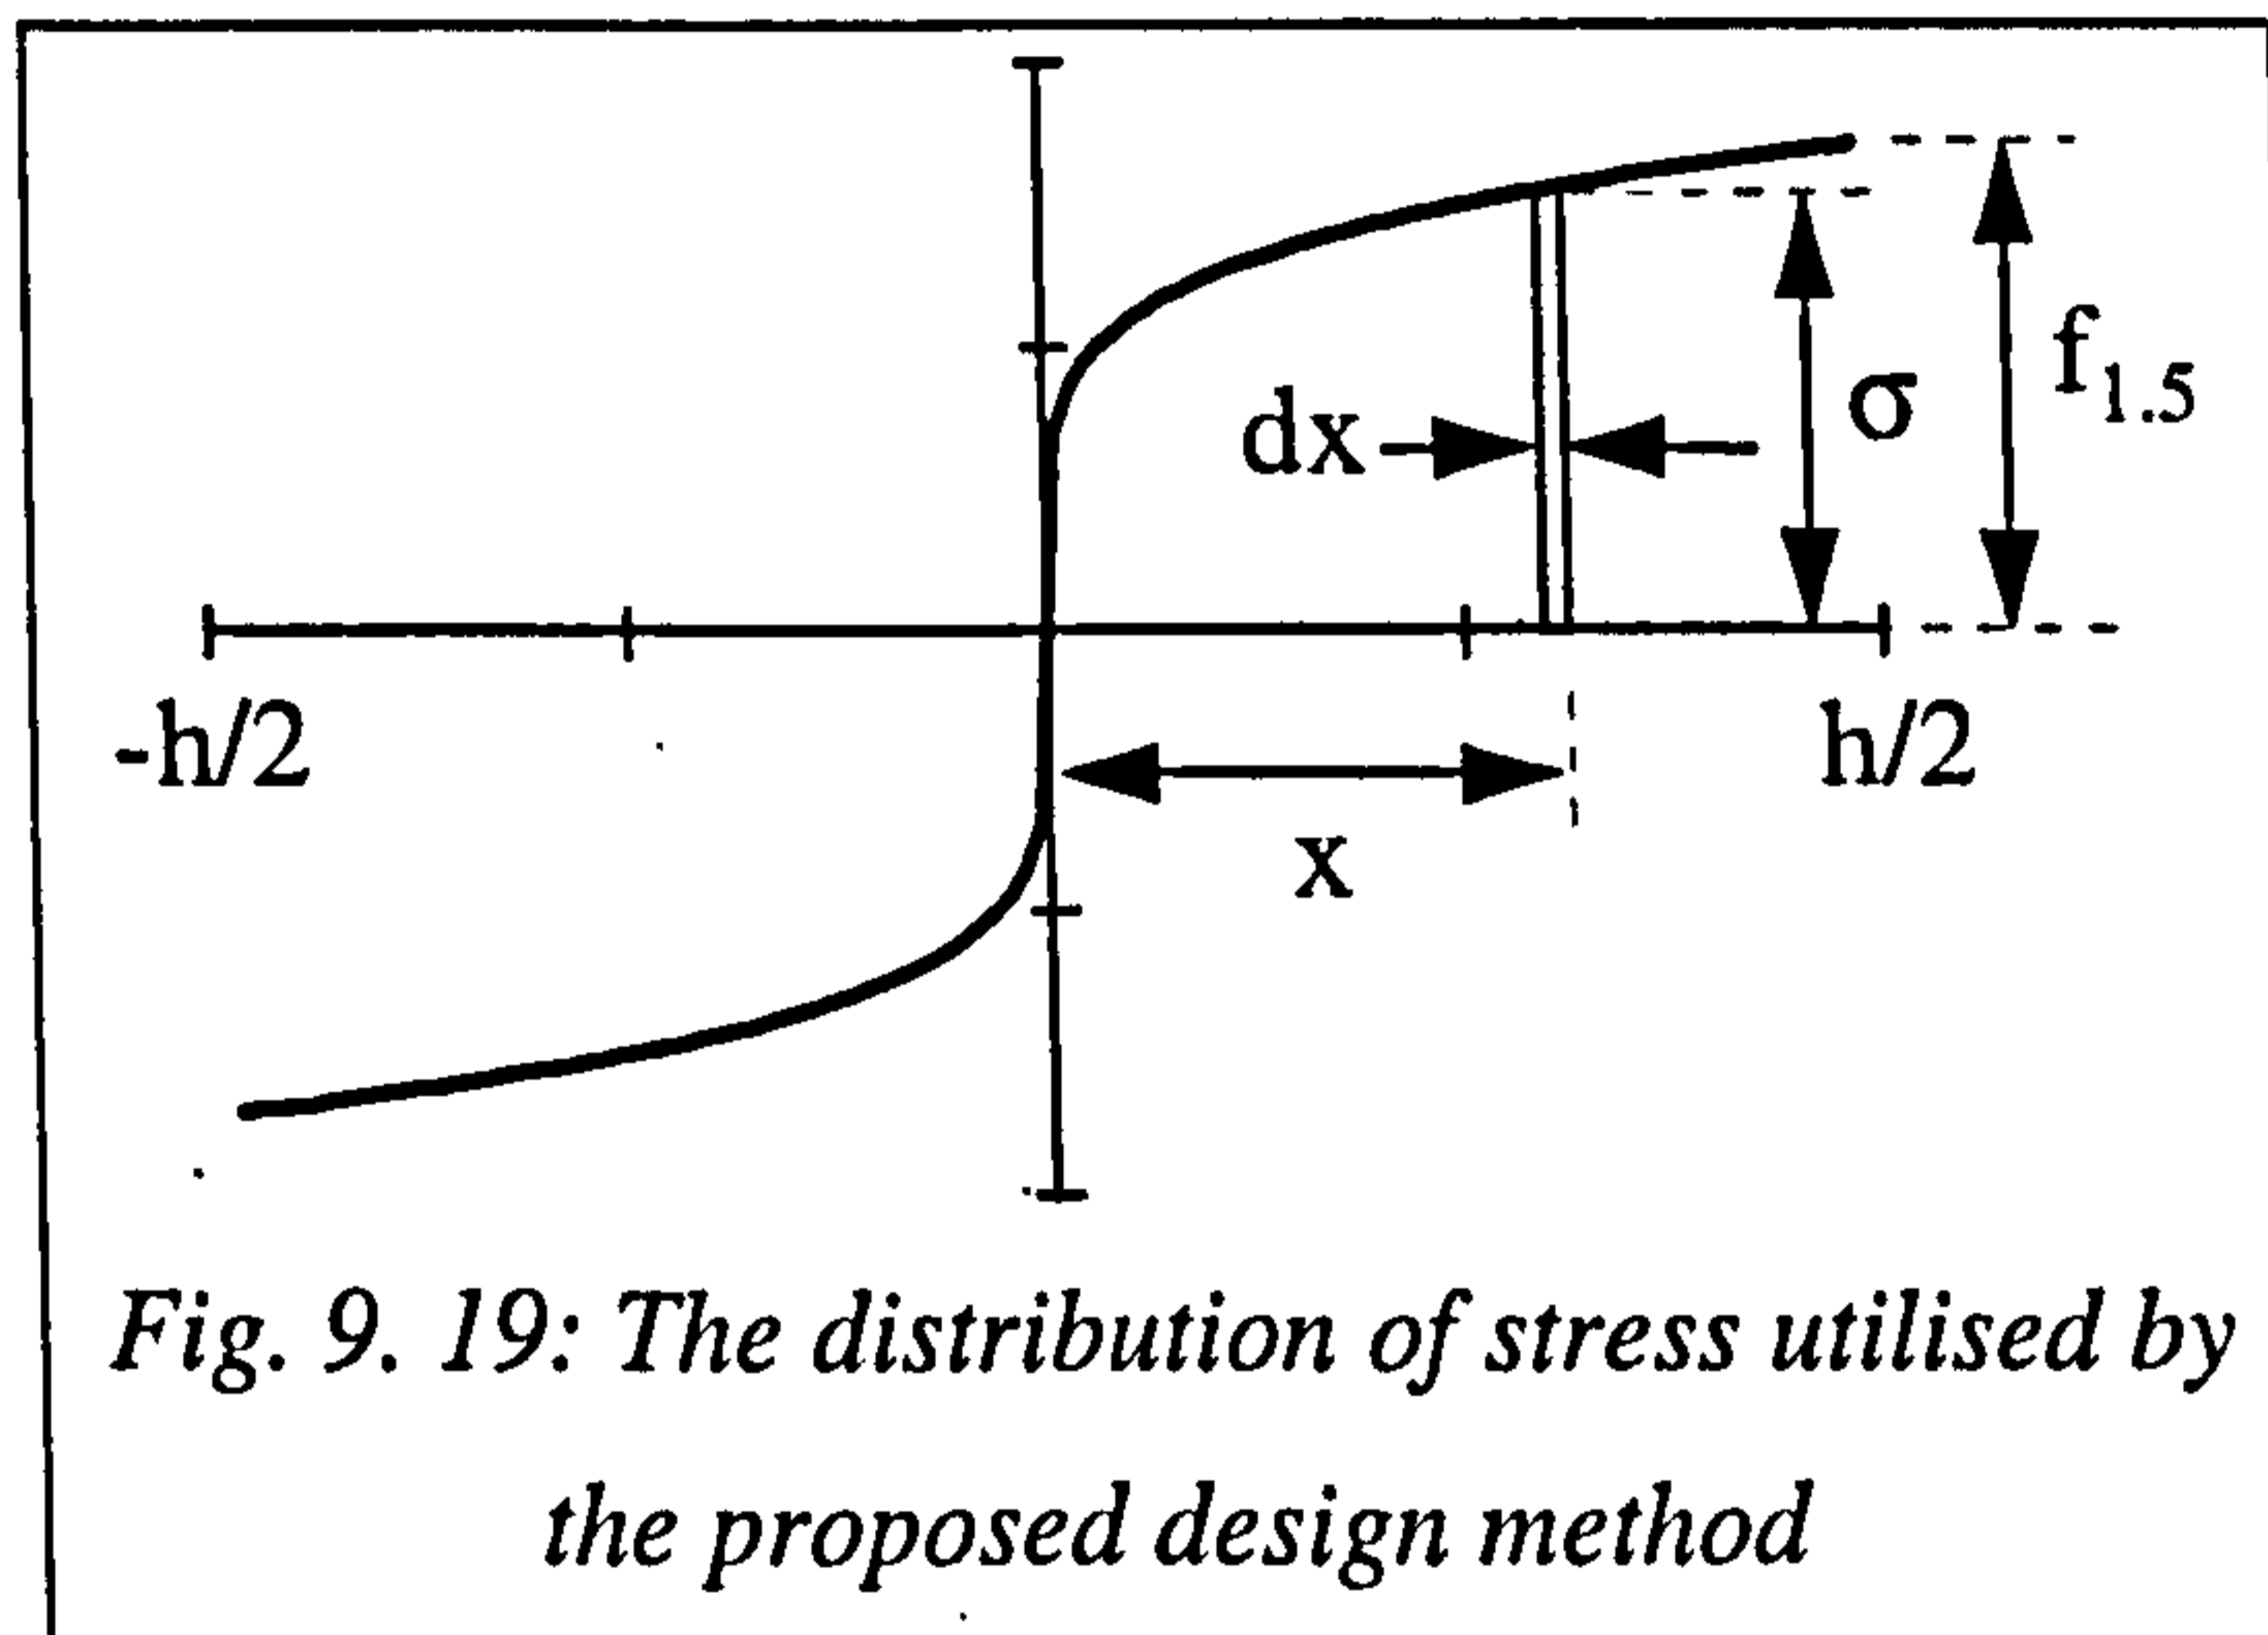 f1.5
σ
dx
-h/2
h/2
x
Fig. 9. 19: The distribution of stress utilised by
the proposed design method